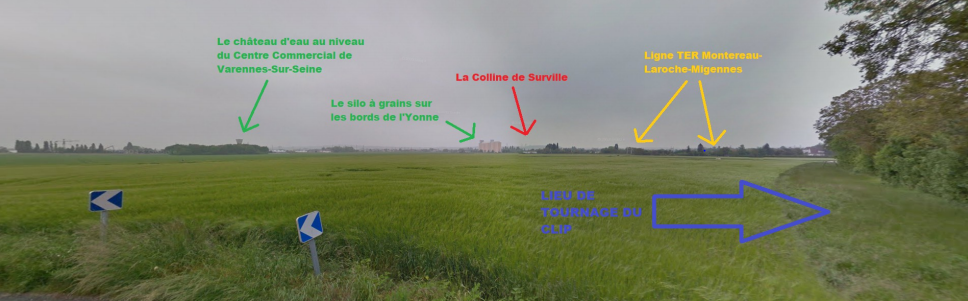 Le château d'eau au niveau
du Centre Commercial de
Varennes-Sur-Seine
Le silo à grains sur
les bords de l'Yonne
La Colline de Surville
Ligne TER Montereau-
Laroche-Migennes
LIEU DE
TOURNAGE DU
CLIP